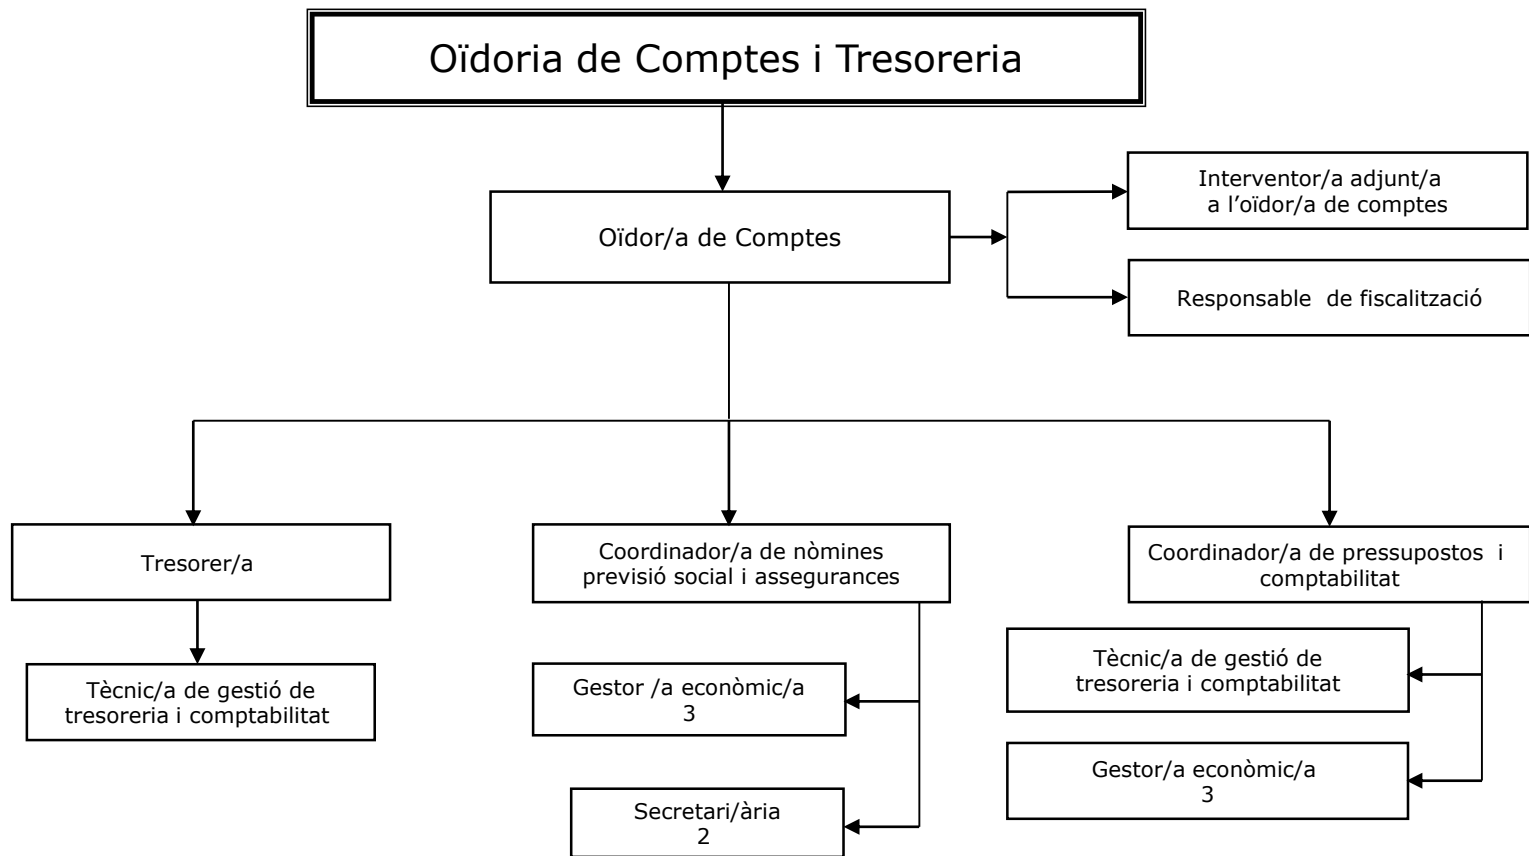 Oïdoria de Comptes i Tresoreria
Interventor/a adjunt/a
a l’oïdor/a de comptes
Oïdor/a de Comptes
Responsable de fiscalització
Tresorer/a
Coordinador/a de nòmines
previsió social i assegurances
Coordinador/a de pressupostos i
comptabilitat
Tècnic/a de gestió de
tresoreria i comptabilitat
Gestor /a econòmic/a
3
Tècnic/a de gestió de
tresoreria i comptabilitat
Secretari/ària
2
Gestor/a econòmic/a
3